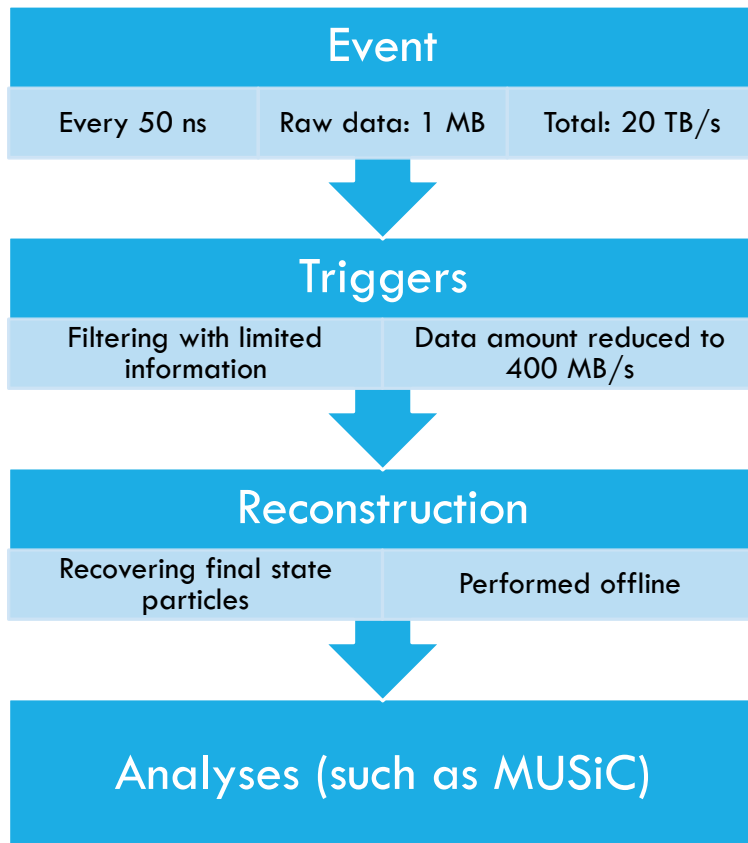 Event
Every 50 ns
Raw data: 1 MB
Total: 20 TB/s
Triggers
Filtering with limited
information
Data amount reduced to
400 MB/s
Reconstruction
Recovering final state
particles
Performed offline
Analyses (such as MUSiC)